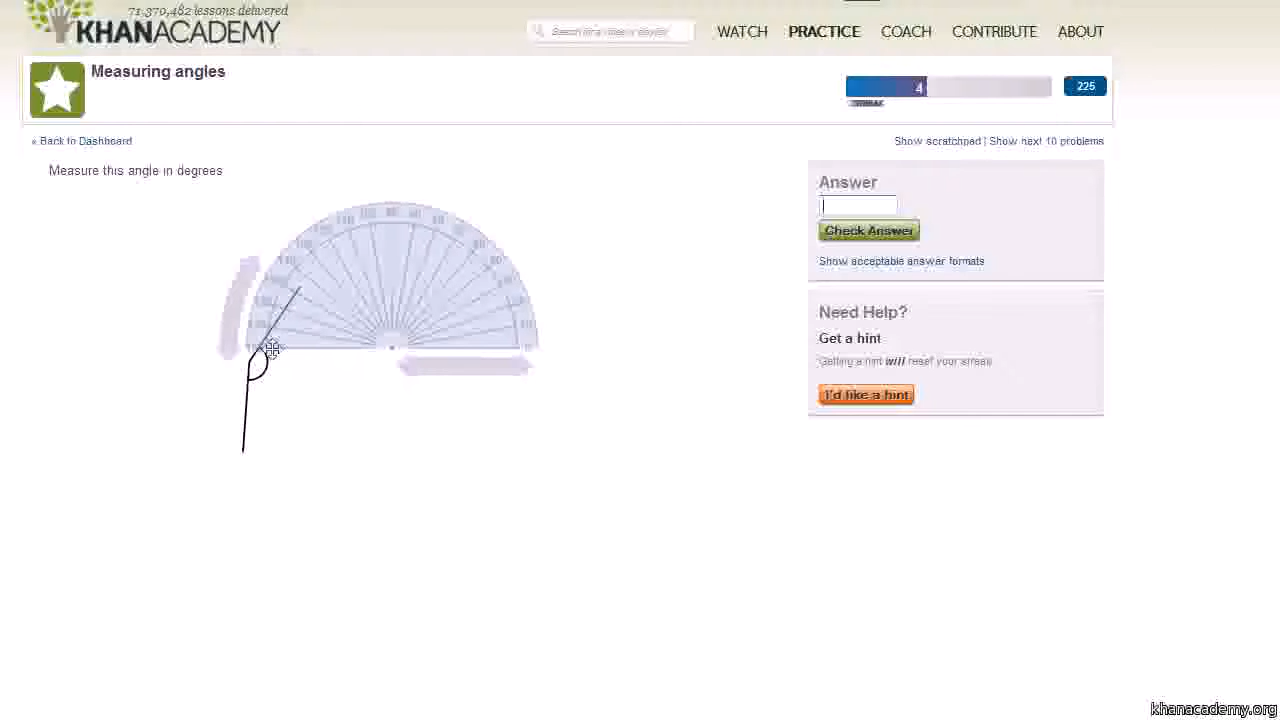 71,370,482 lessons delivered
KHANACADEMY
WATCH PRACTICE COACH CONTRIBUTE ABOUT
Measuring angles
4
225
« Back to Dashboard
Show scratchpad | Show next 10 problems
Measure this angle in degrees
Answer
Check Answer
Show acceptable answer formats
Need Help?
Get a hint
Getting a hint will reset your streak
I'd like a hint
khanacademy.org